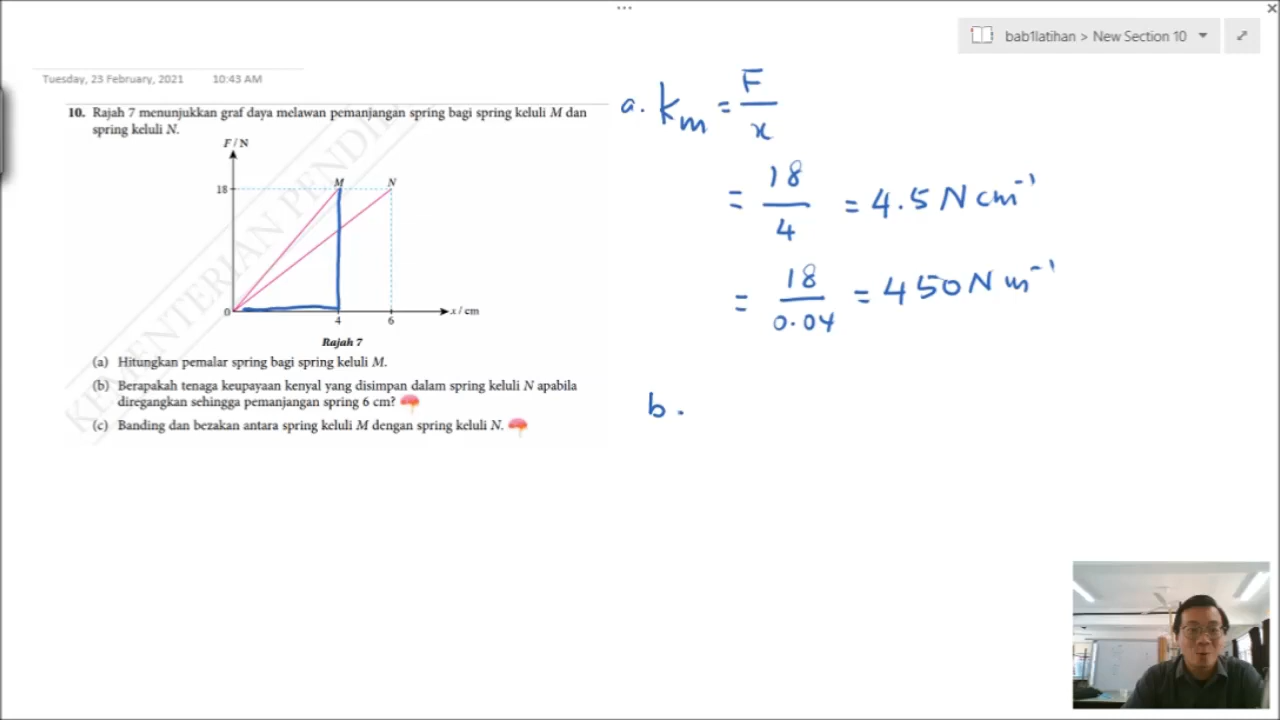 bab1latihan > New Section 10
Tuesday, 23 February, 2021 10:43 AM
10. Rajah 7 menunjukkan graf daya melawan pemanjangan spring bagi spring keluli M dan
spring keluli N.
F / N
18
M
N
0
4
6
x / cm
Rajah 7
(a) Hitungkan pemalar spring bagi spring keluli M.
(b) Berapakah tenaga keupayaan kenyal yang disimpan dalam spring keluli N apabila
diregangkan sehingga pemanjangan spring 6 cm?
(c) Banding dan bezakan antara spring keluli M dengan spring keluli N.
a. km = F/x
= 18/4 = 4.5 N cm⁻¹
= 18/0.04 = 450 N m⁻¹
b.